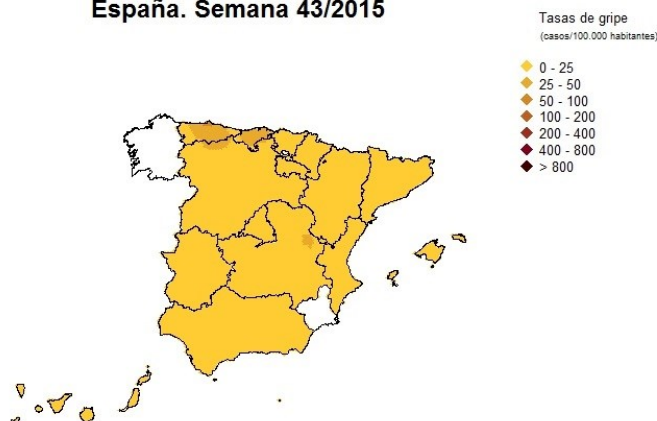 España. Semana 43/2015
Tasas de gripe
(casos/100.000 habitantes)
0 - 25
25 - 50
50 - 100
100 - 200
200 - 400
400 - 800
> 800